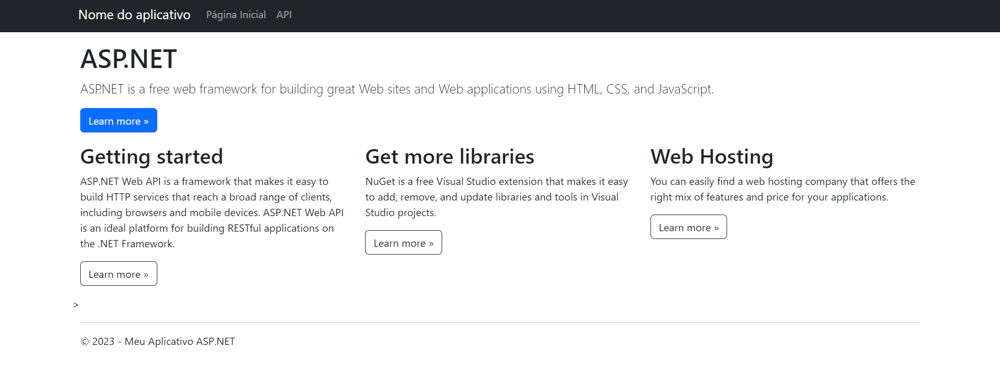 Nome do aplicativo Página Inicial API
ASP.NET
ASP.NET is a free web framework for building great Web sites and Web applications using HTML, CSS, and JavaScript.
Learn more »
Getting started
ASP.NET Web API is a framework that makes it easy to
build HTTP services that reach a broad range of clients,
including browsers and mobile devices. ASP.NET Web API
is an ideal platform for building RESTful applications on
the .NET Framework.
Learn more »
Get more libraries
NuGet is a free Visual Studio extension that makes it easy
to add, remove, and update libraries and tools in Visual
Studio projects.
Learn more »
Web Hosting
You can easily find a web hosting company that offers the
right mix of features and price for your applications.
Learn more »
>
© 2023 - Meu Aplicativo ASP.NET